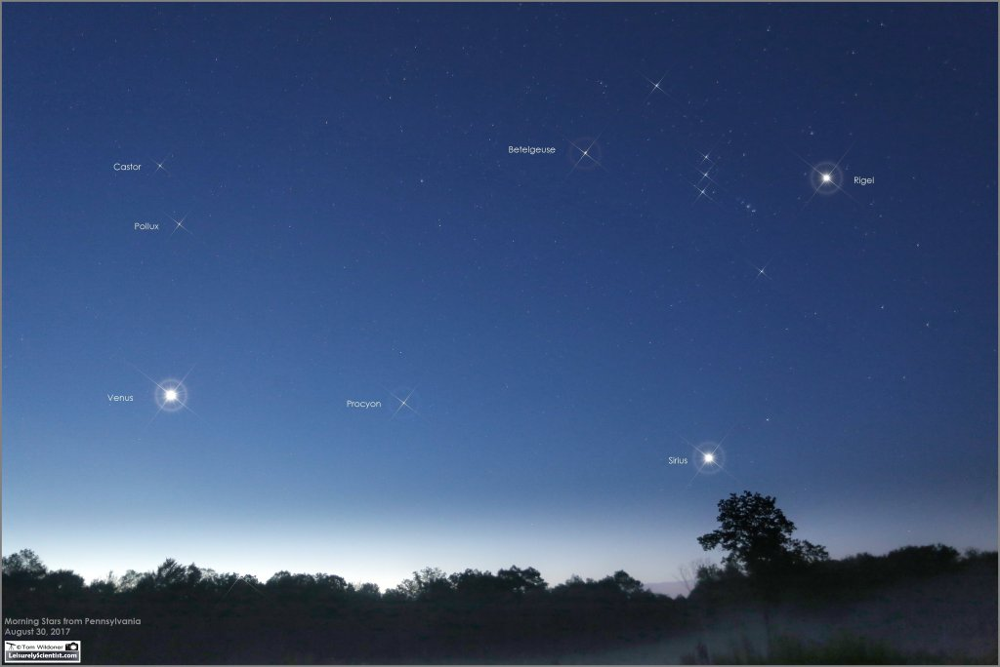 Betelgeuse
Castor
Rigel
Pollux
Venus
Procyon
Sirius
Morning Stars from Pennsylvania
August 30, 2017
© Tom Wildoner
LeisurelyScientist.com